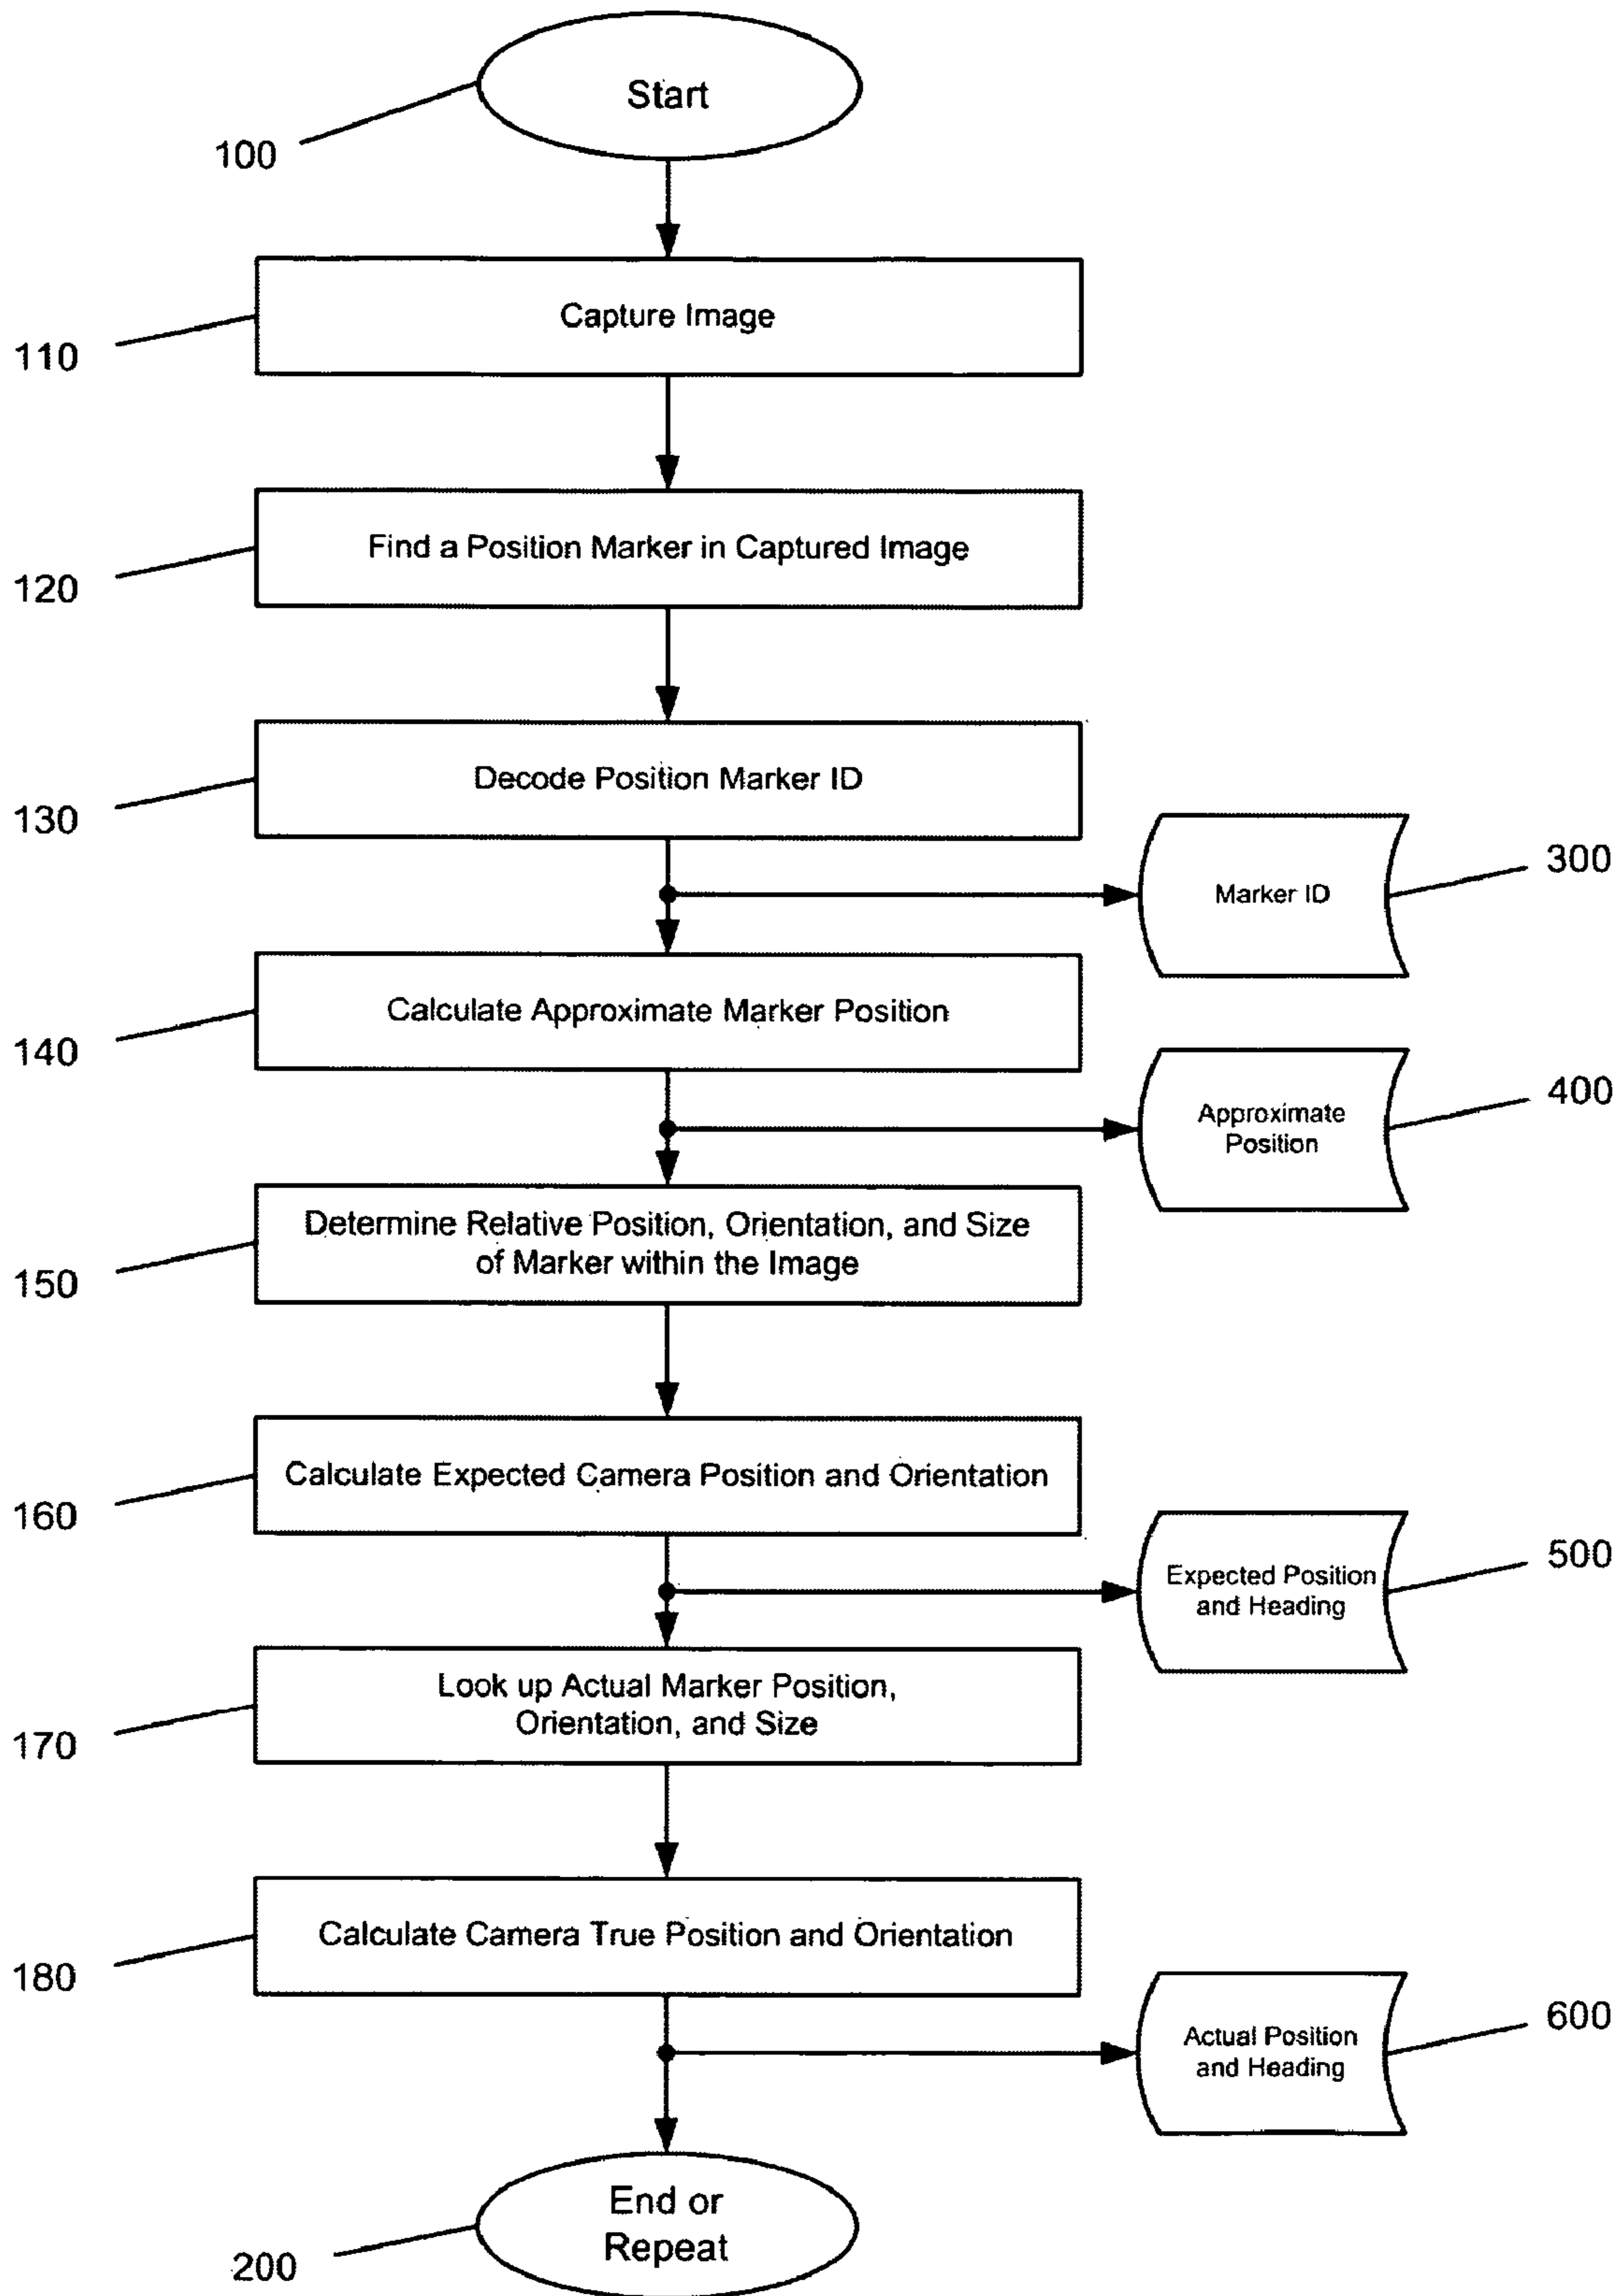 Start
100
Capture Image
110
Find a Position Marker in Captured Image
120
Decode Position Marker ID
130
Marker ID
300
Calculate Approximate Marker Position
140
Approximate
Position
400
Determine Relative Position, Orientation, and Size
of Marker within the Image
150
Calculate Expected Camera Position and Orientation
160
Expected Position
and Heading
500
Look up Actual Marker Position,
Orientation, and Size
170
Calculate Camera True Position and Orientation
180
Actual Position
and Heading
600
End or
Repeat
200